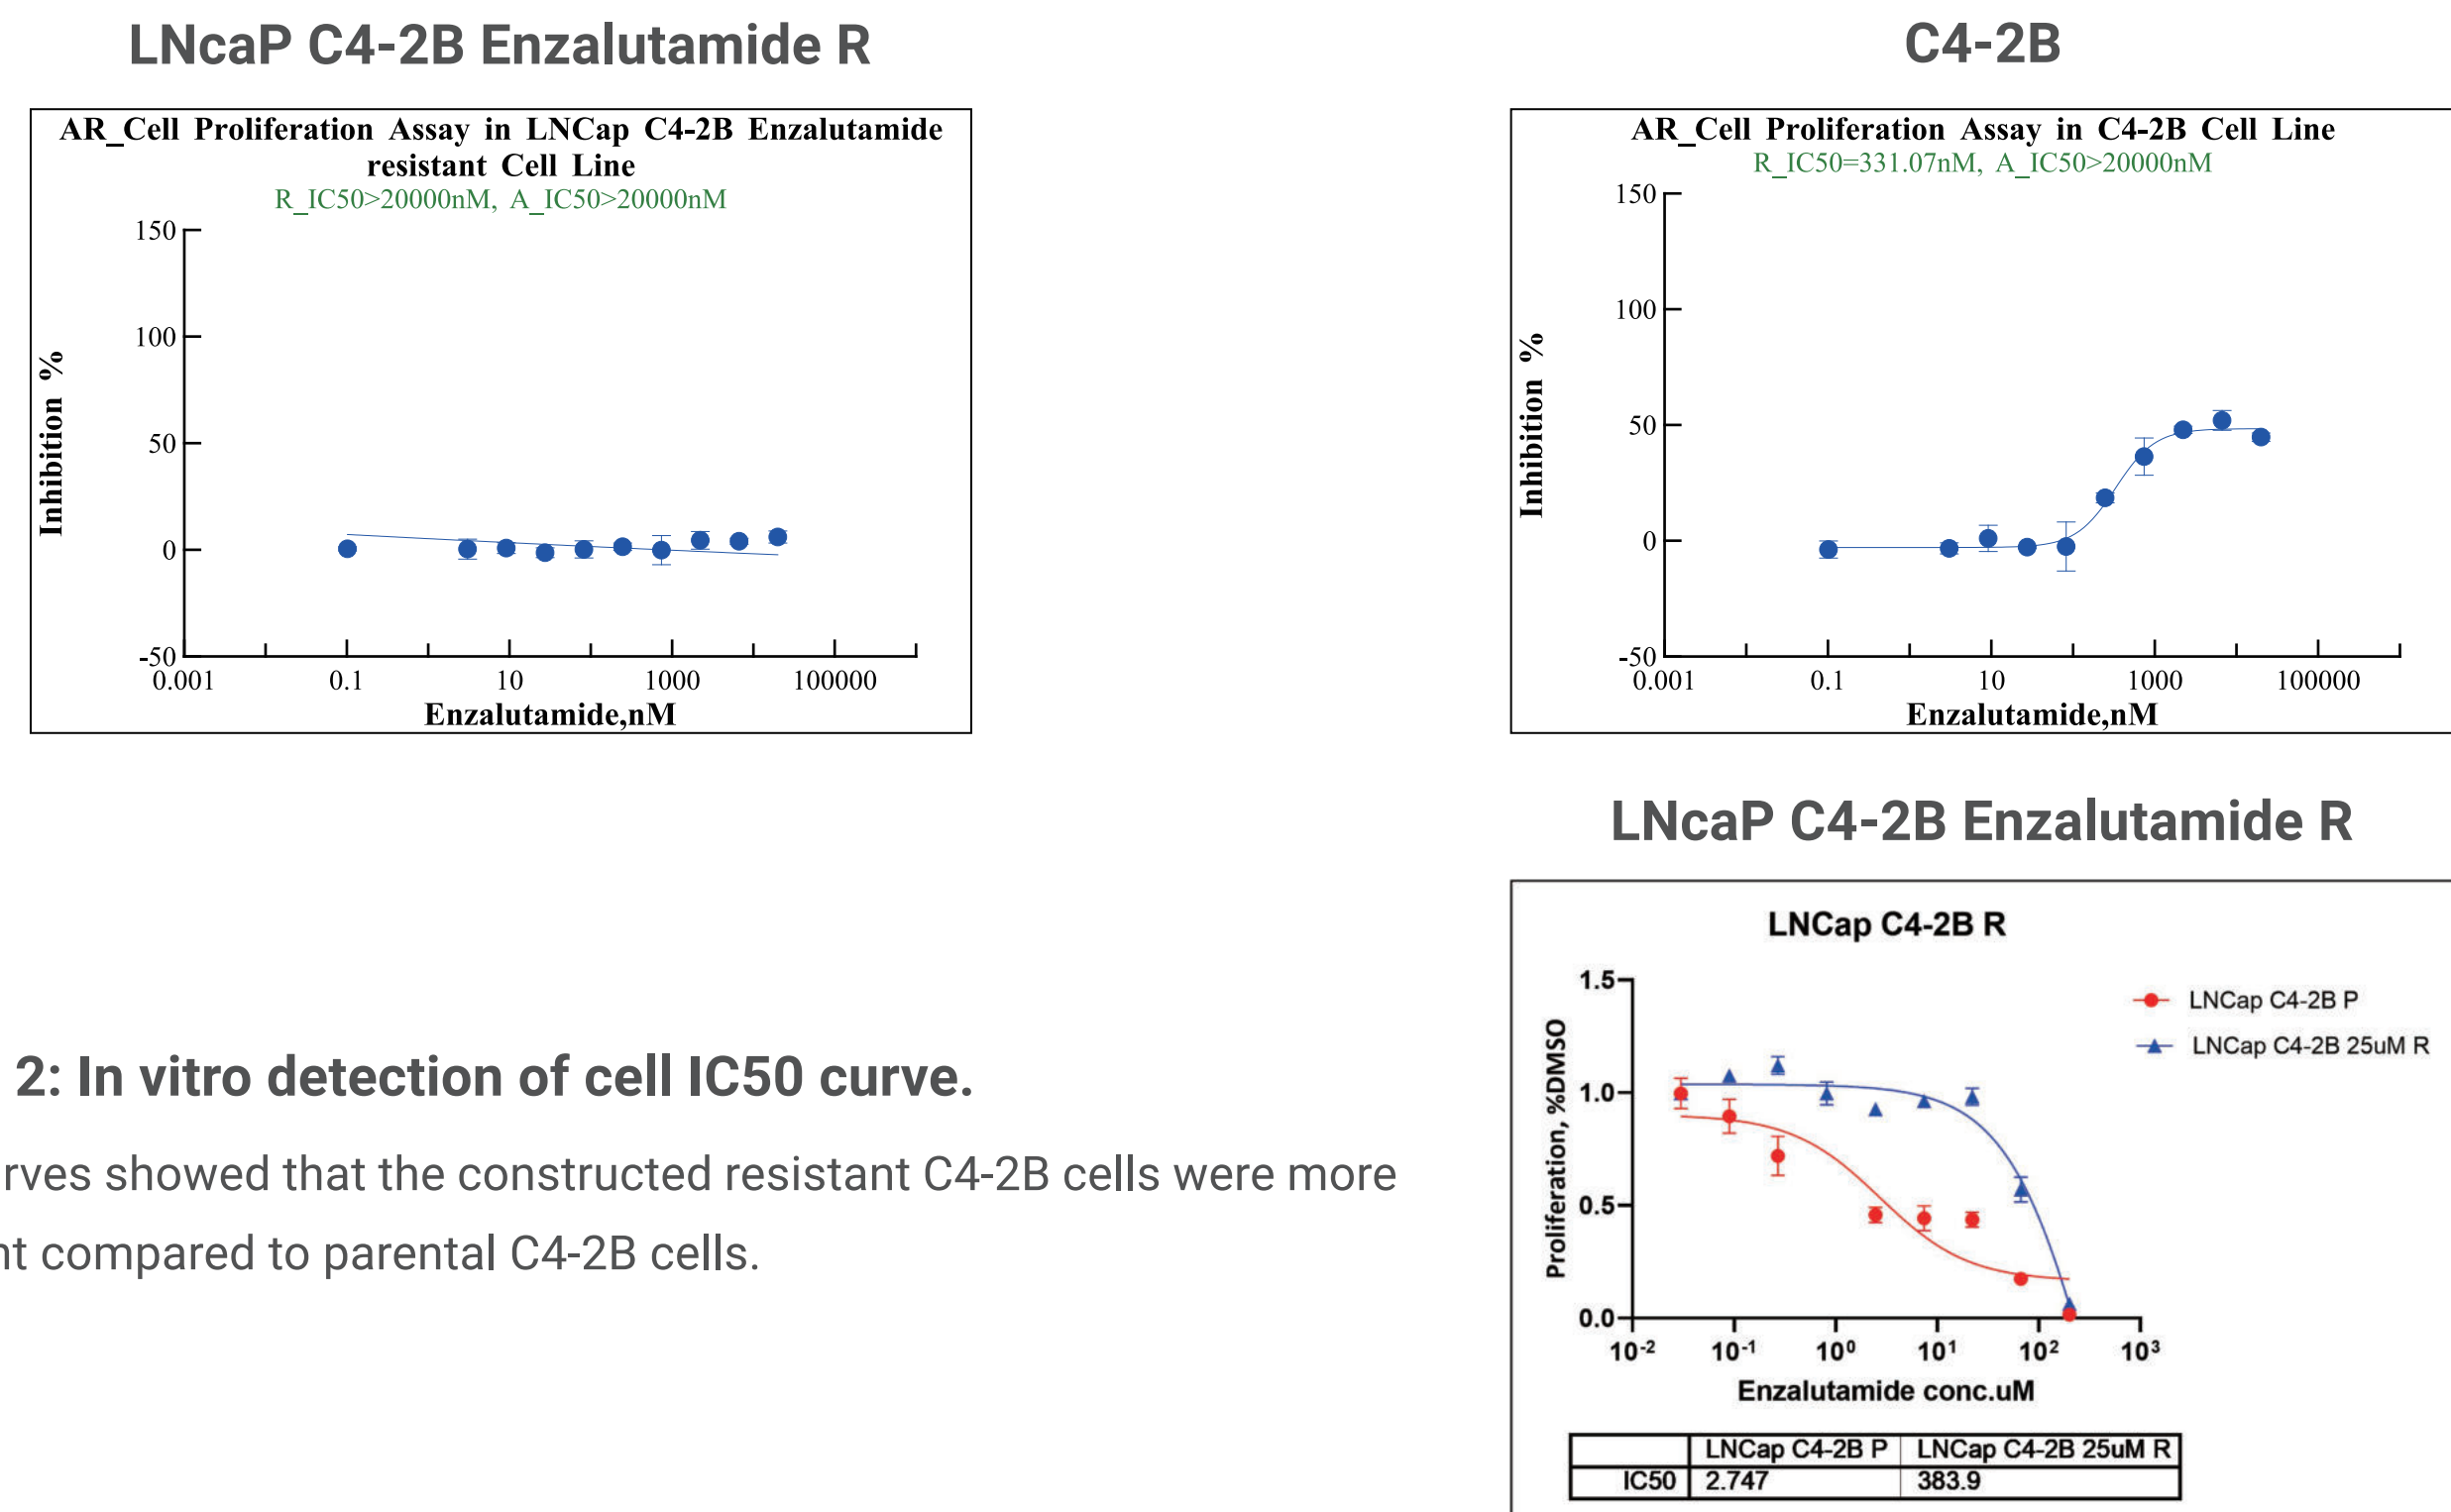 LNcaP C4-2B Enzalutamide R
AR_Cell Proliferation Assay in LNCap C4-2B Enzalutamide
resistant Cell Line
R_IC50>20000nM, A_IC50>20000nM
150
100
50
0
-50
Inhibition %
0.001 0.1 10 1000 100000
Enzalutamide,nM
C4-2B
AR_Cell Proliferation Assay in C4-2B Cell Line
R_IC50=331.07nM, A_IC50>20000nM
150
100
50
0
-50
Inhibition %
0.001 0.1 10 1000 100000
Enzalutamide,nM
2: In vitro detection of cell IC50 curve.
rves showed that the constructed resistant C4-2B cells were more
nt compared to parental C4-2B cells.
LNcaP C4-2B Enzalutamide R
LNCap C4-2B R
1.5
1.0
0.5
0.0
Proliferation, %DMSO
10⁻² 10⁻¹ 10⁰ 10¹ 10² 10³
Enzalutamide conc.uM
LNCap C4-2B P
LNCap C4-2B 25uM R
LNCap C4-2B P LNCap C4-2B 25uM R
IC50 2.747 383.9